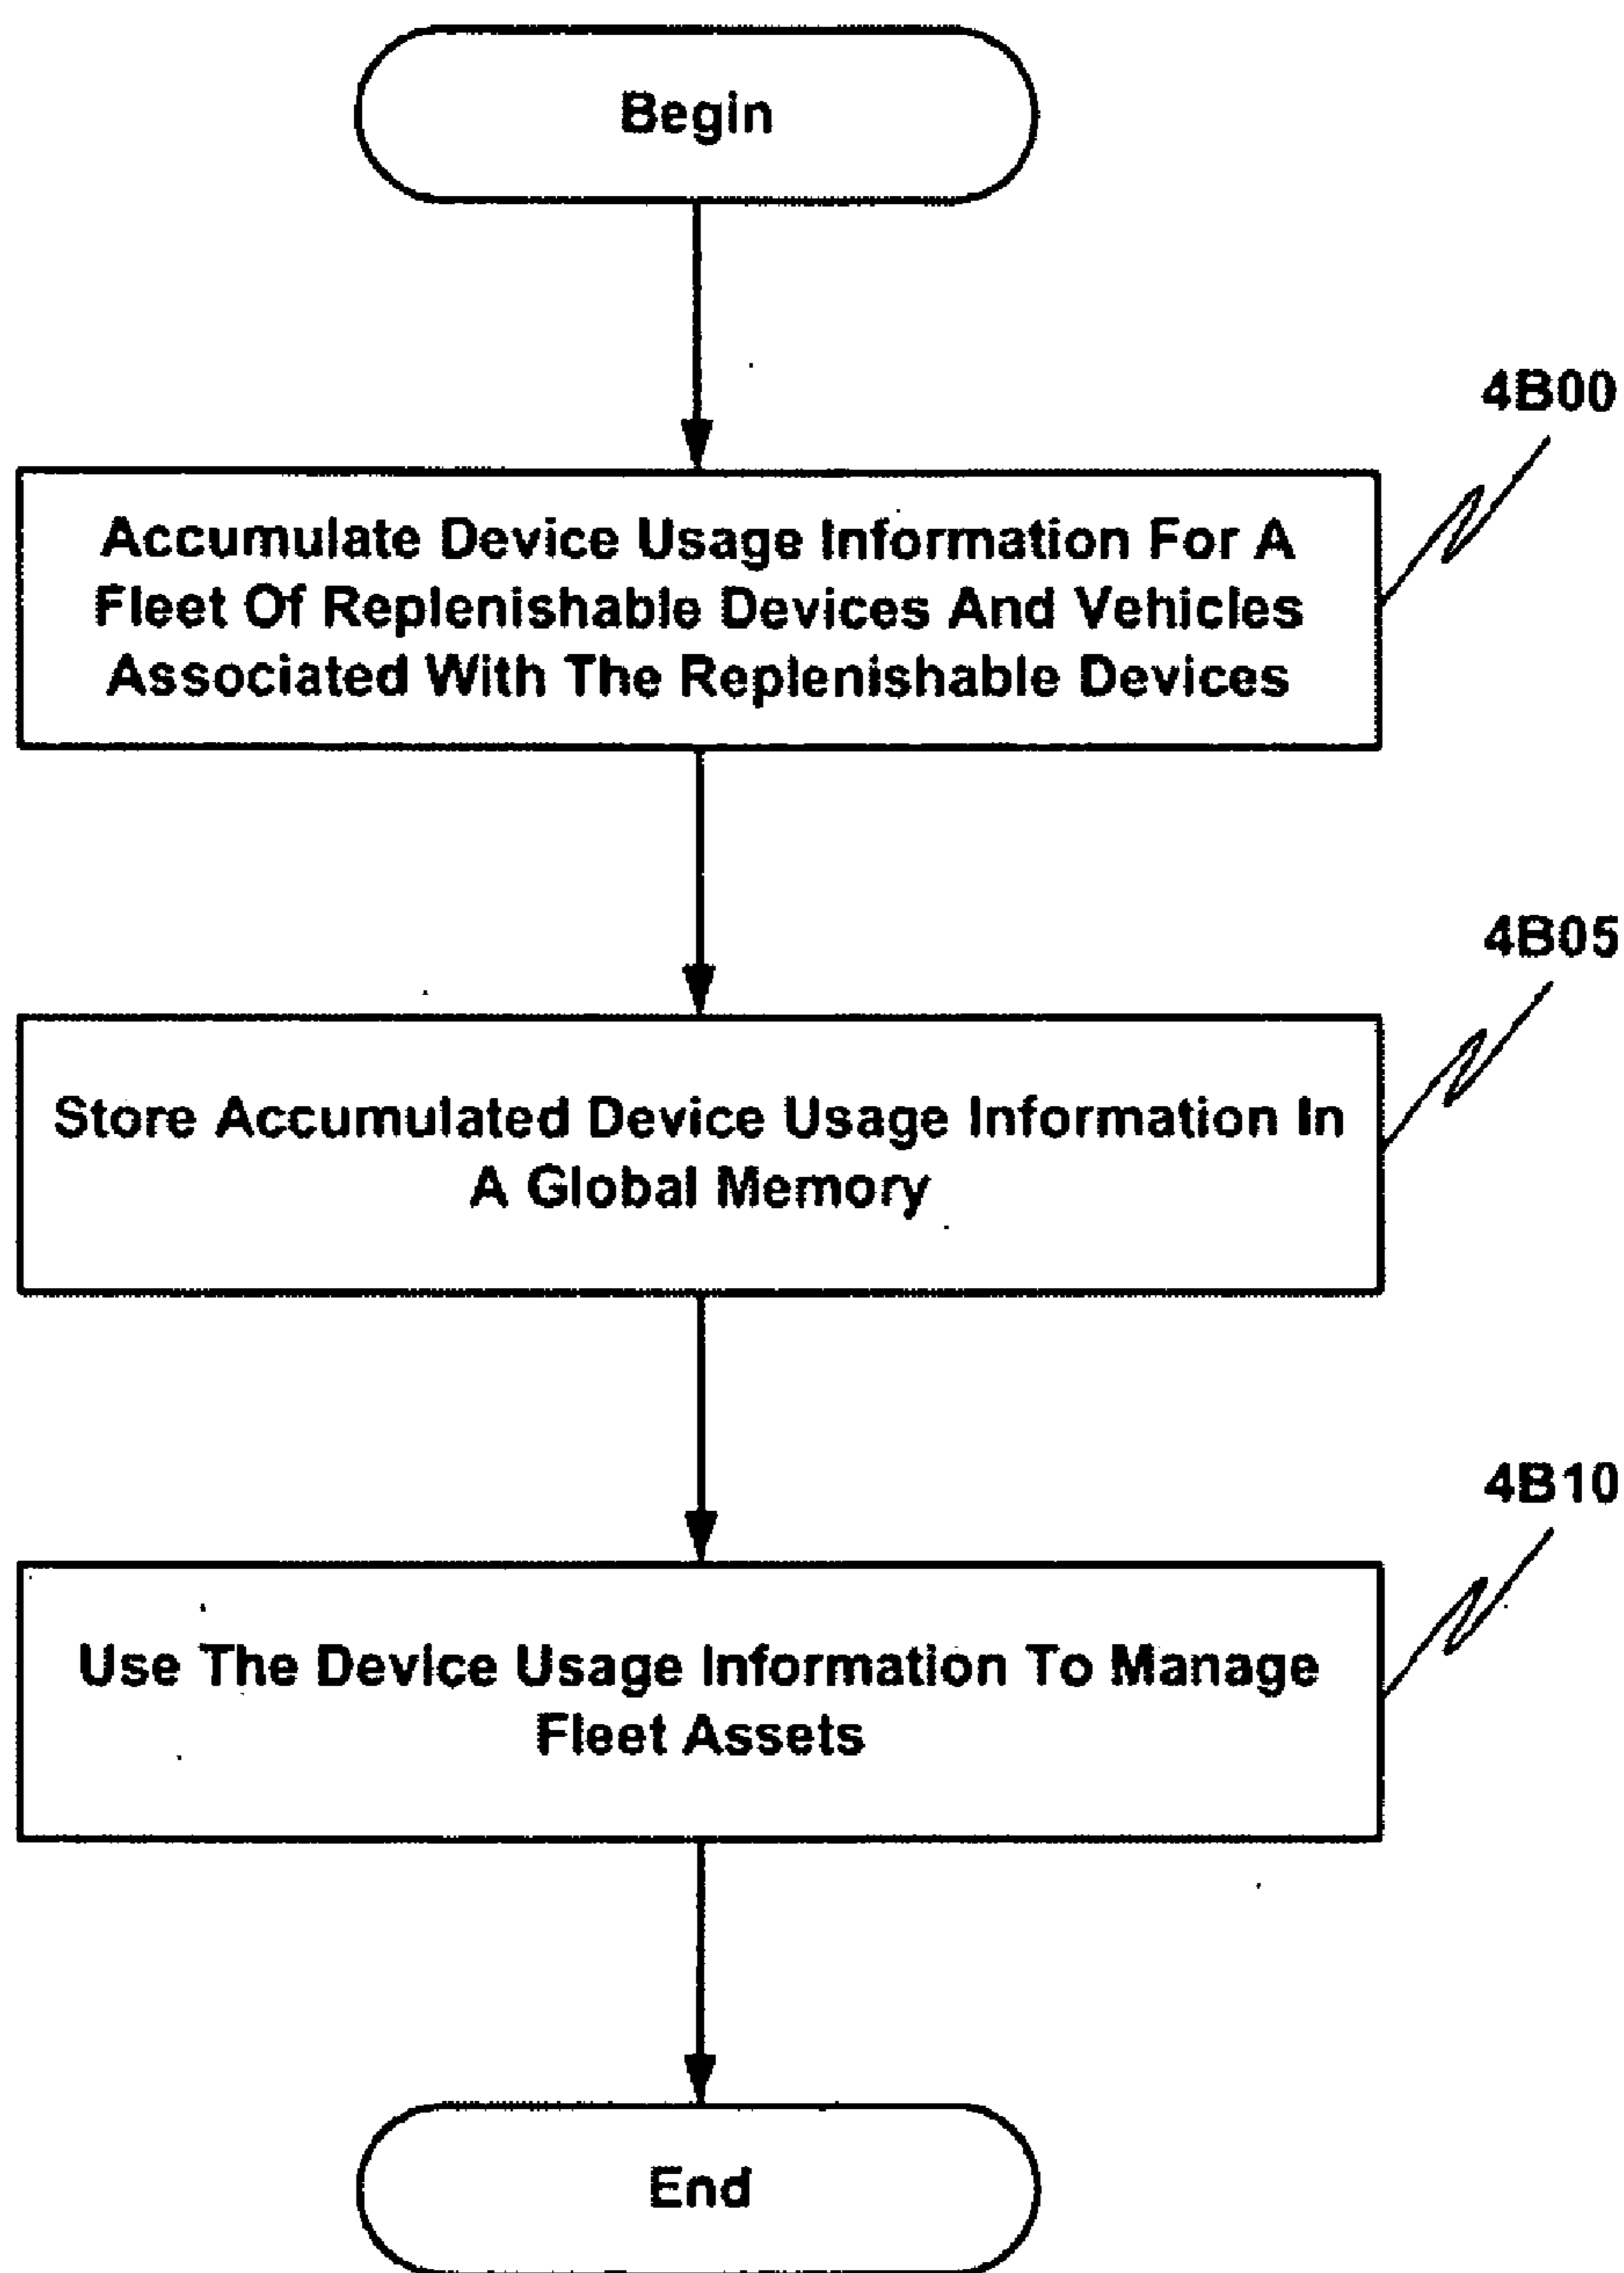 Begin
4B00
Accumulate Device Usage Information For A
Fleet Of Replenishable Devices And Vehicles
Associated With The Replenishable Devices
4B05
Store Accumulated Device Usage Information In
A Global Memory
4B10
Use The Device Usage Information To Manage
Fleet Assets
End